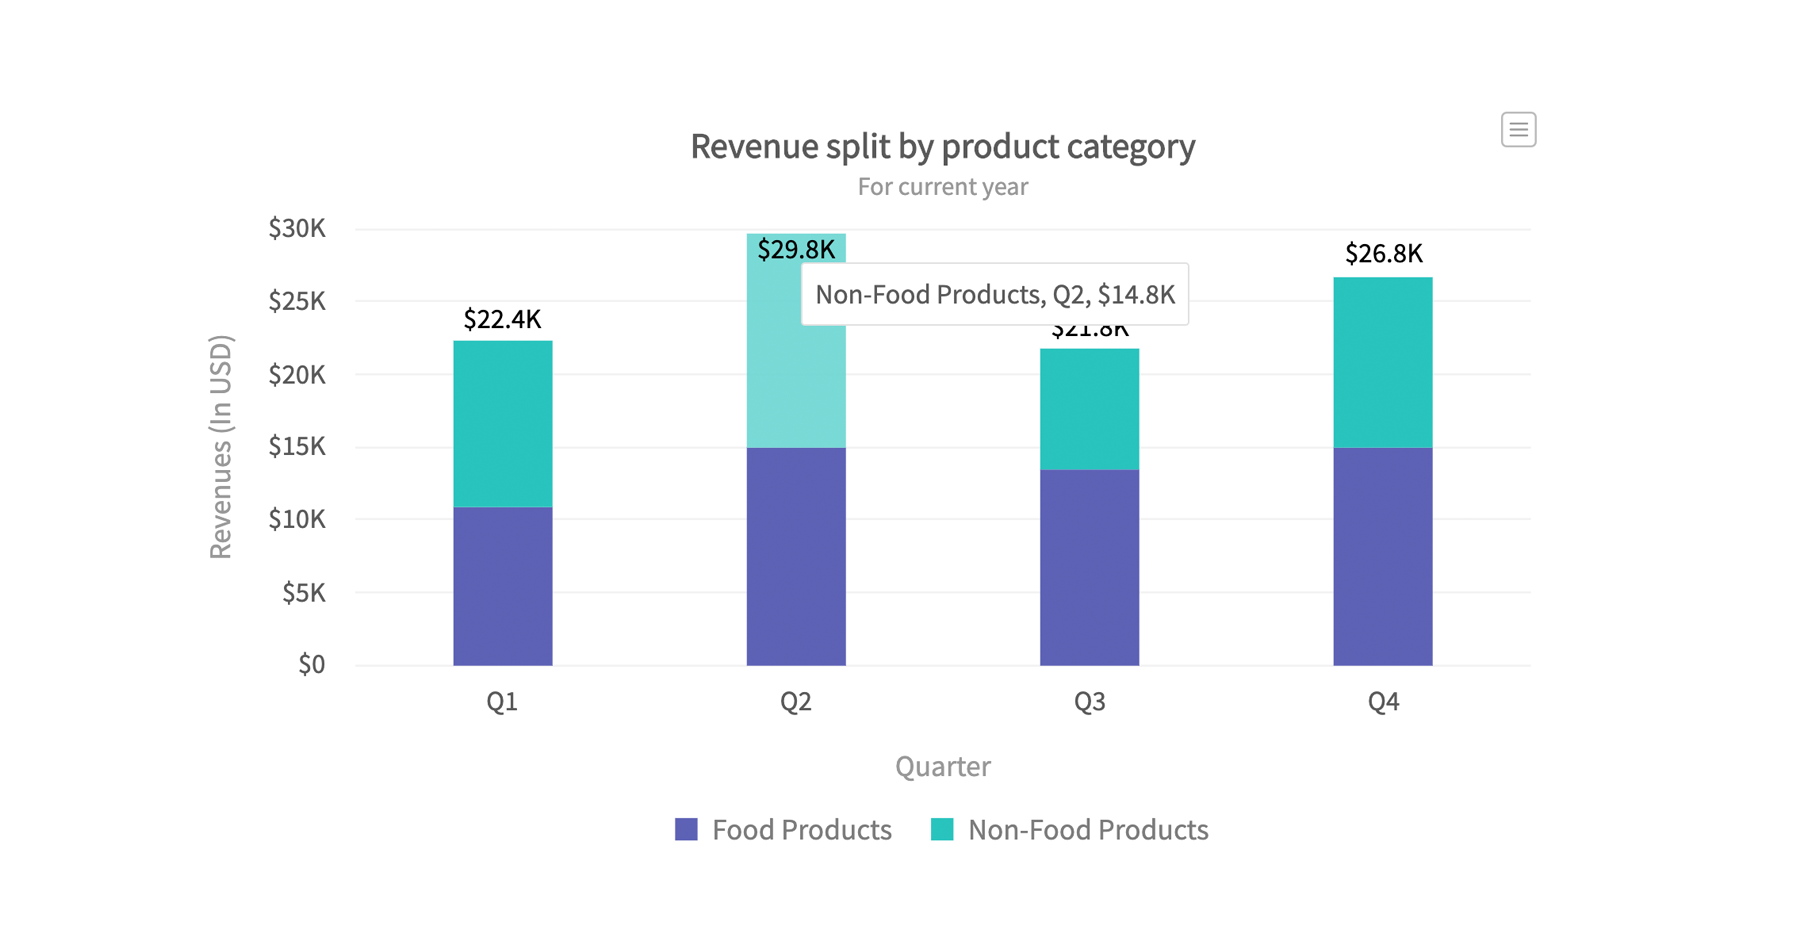 Revenue split by product category
For current year
$30K
$25K
$20K
$15K
$10K
$5K
$0
Revenues (In USD)
$22.4K
$29.8K
Non-Food Products, Q2, $14.8K
$21.8K
$26.8K
Q1 Q2 Q3 Q4
Quarter
Food Products Non-Food Products